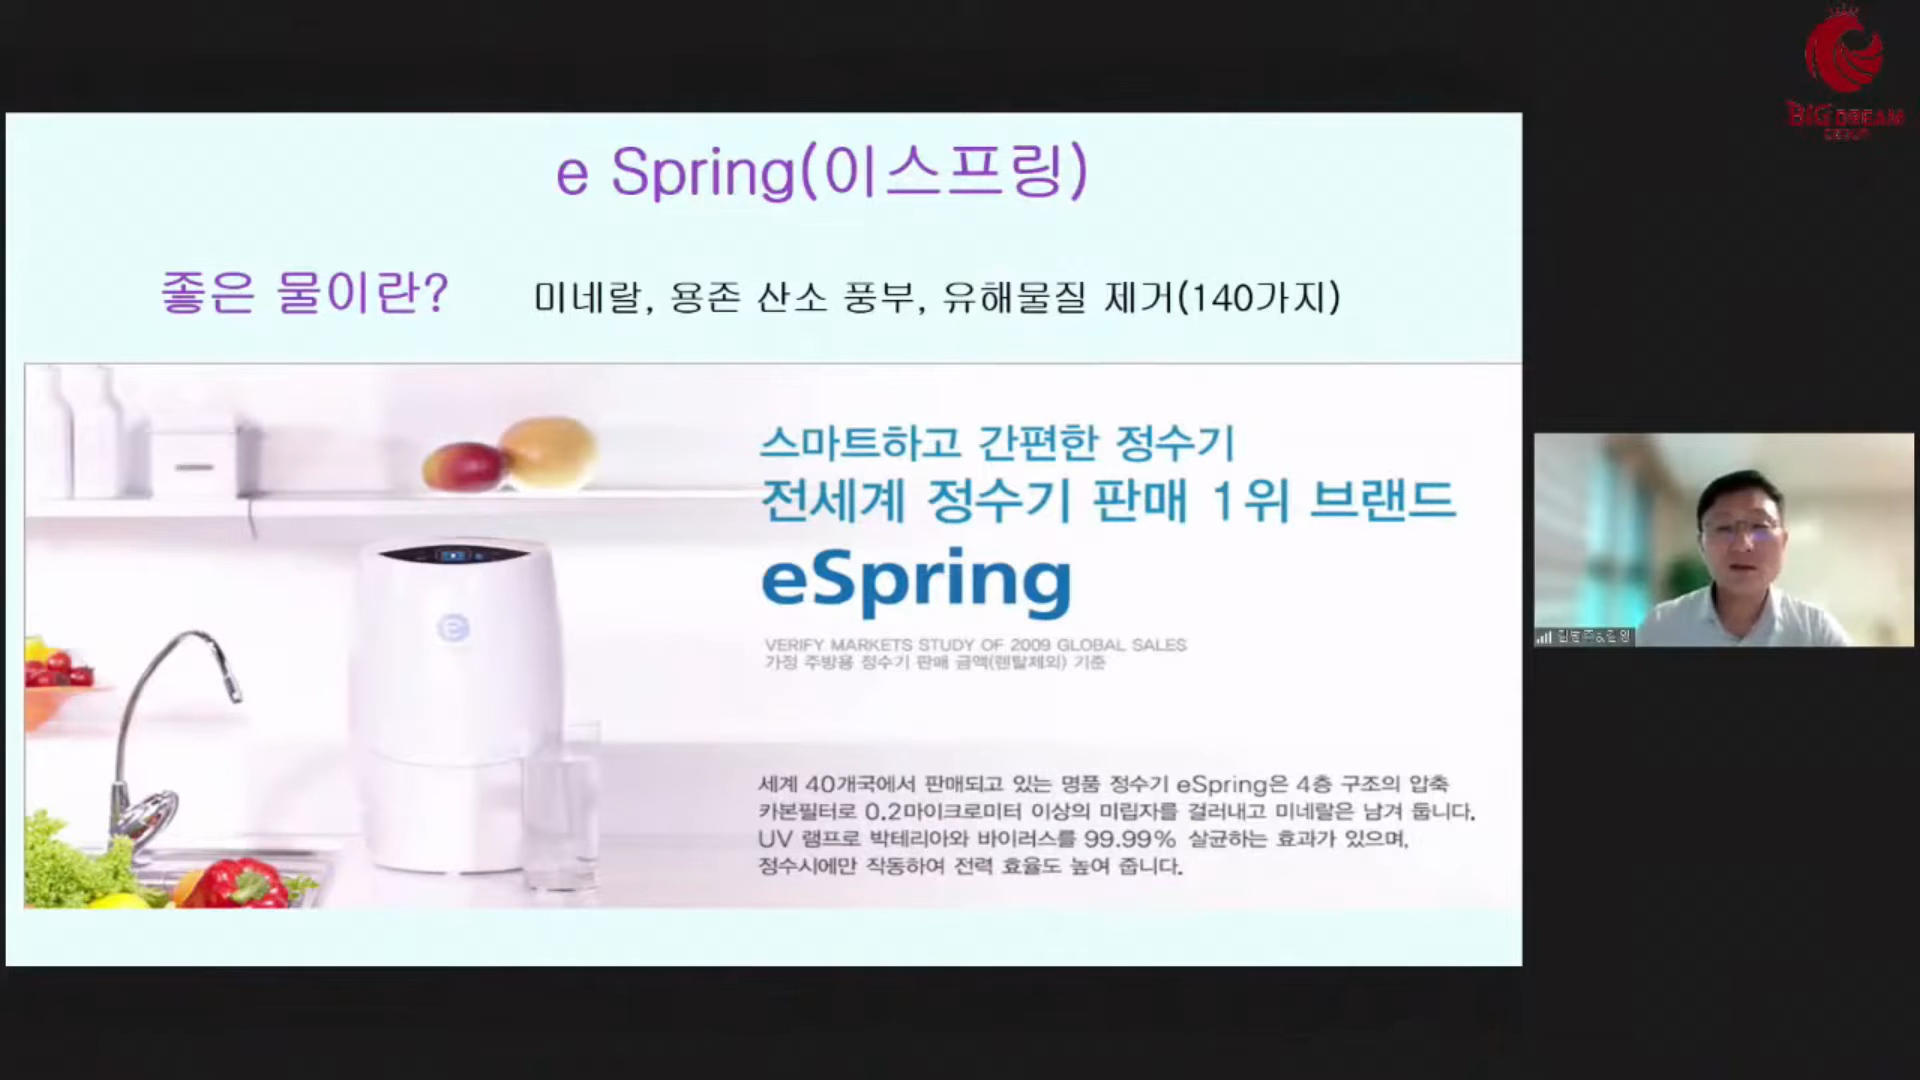 BIG DREAM
GROUP
e Spring(이스프링)
좋은 물이란?
미네랄, 용존 산소 풍부, 유해물질 제거(140가지)
스마트하고 간편한 정수기
전세계 정수기 판매 1위 브랜드
eSpring
VERIFY MARKETS STUDY OF 2009 GLOBAL SALES
가정 주방용 정수기 판매 금액(렌탈제외) 기준
세계 40개국에서 판매되고 있는 명품 정수기 eSpring은 4층 구조의 압축
카본필터로 0.2마이크로미터 이상의 미립자를 걸러내고 미네랄은 남겨 둡니다.
UV 램프로 박테리아와 바이러스를 99.99% 살균하는 효과가 있으며,
정수시에만 작동하여 전력 효율도 높여 줍니다.